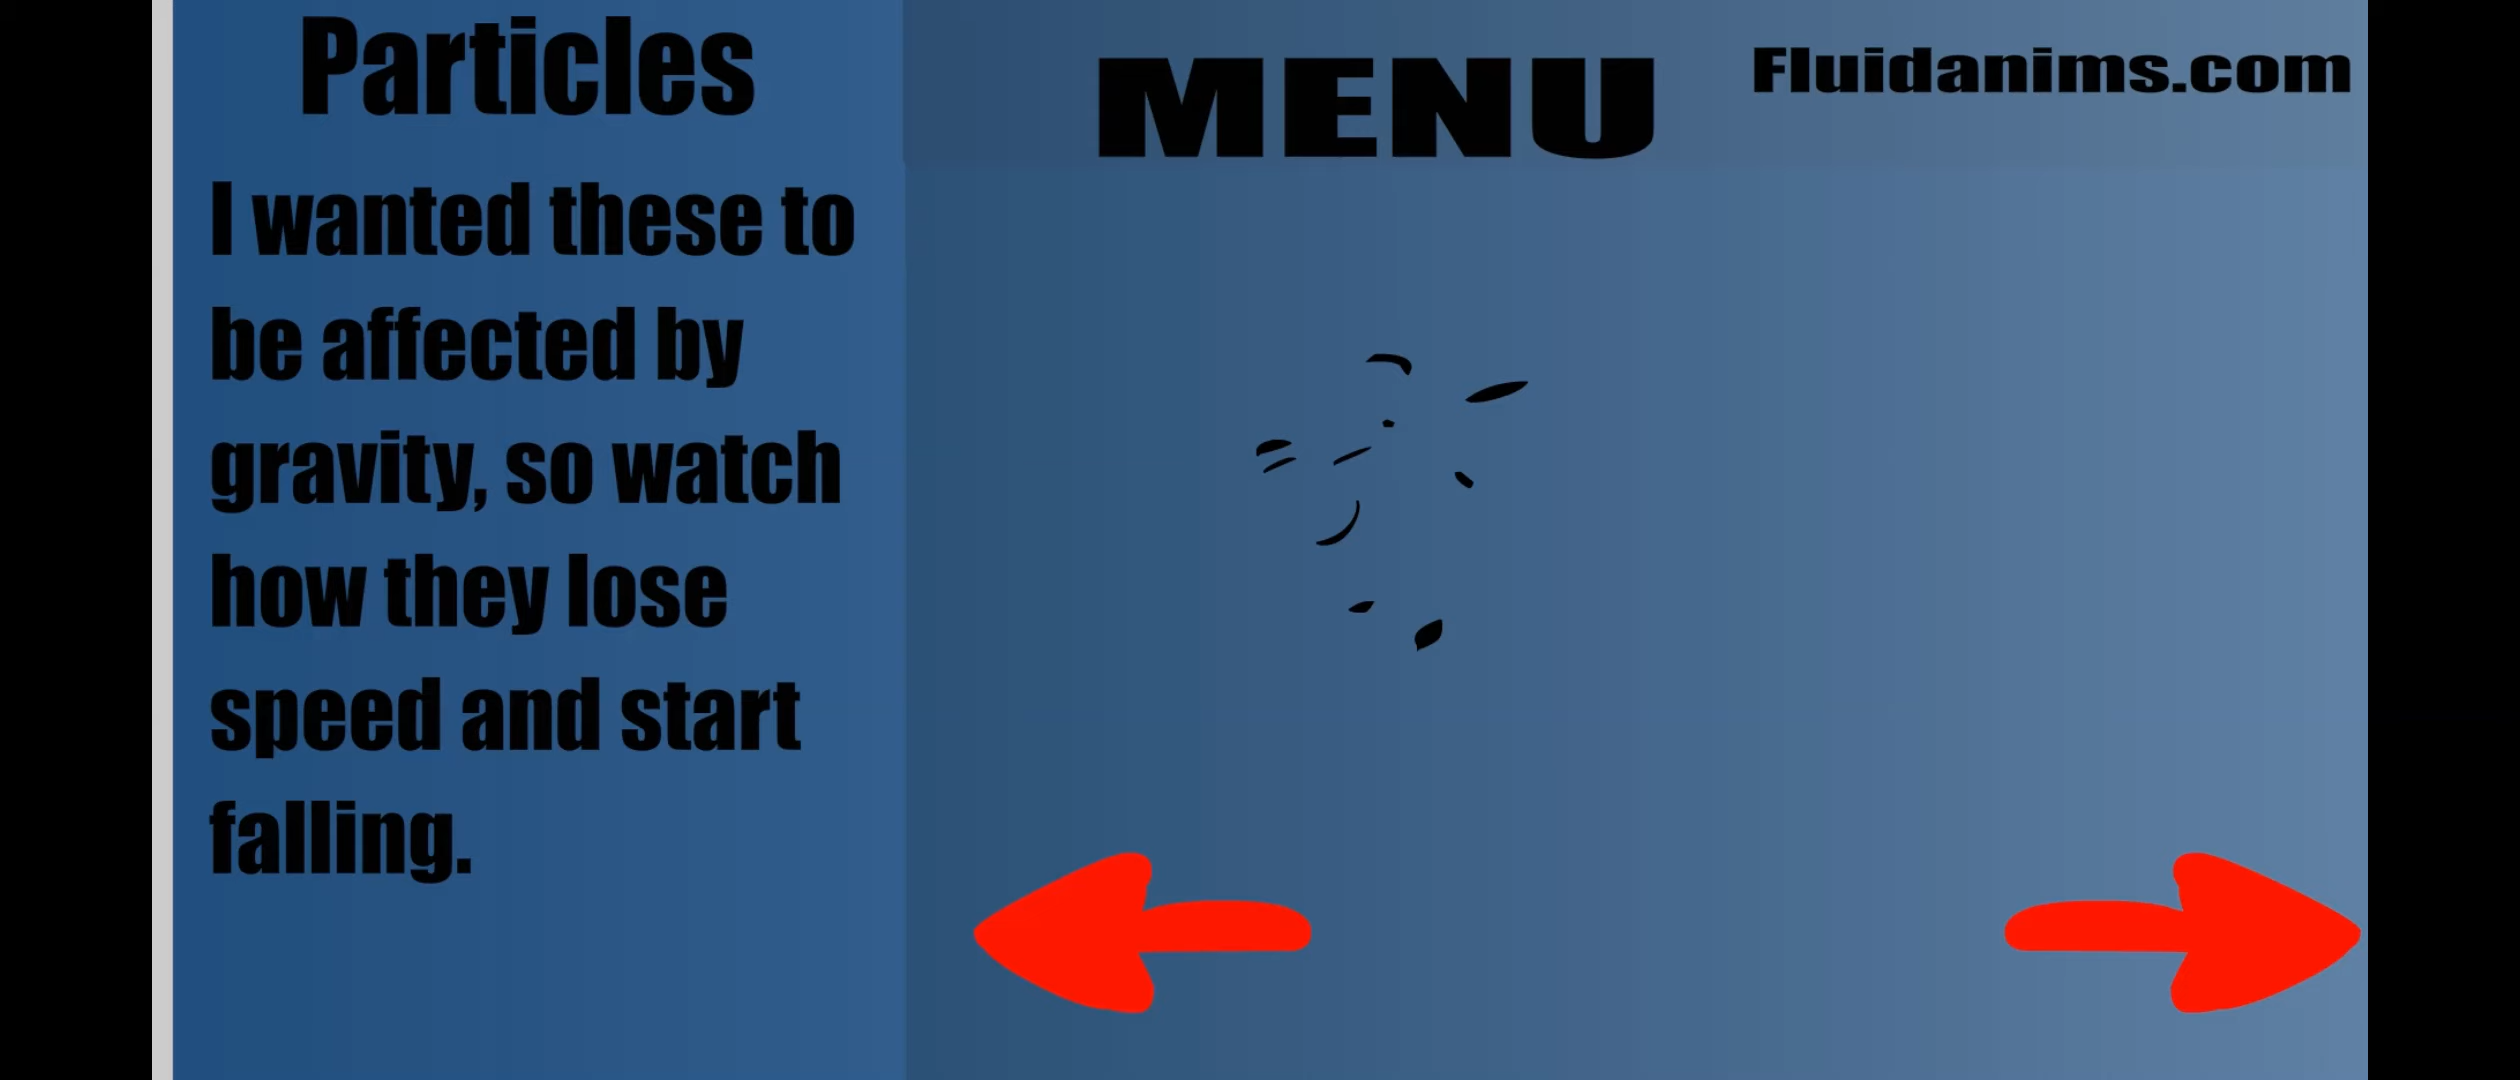 Particles
I wanted these to
be affected by
gravity, so watch
how they lose
speed and start
falling.
MENU
Fluidanims.com